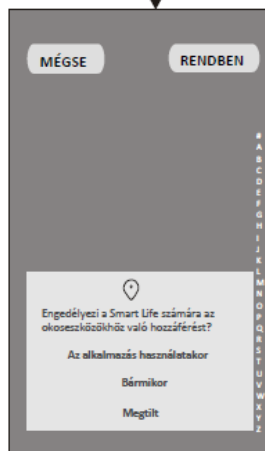 MÉGSE RENDBEN
#
A
B
C
D
E
F
G
H
I
J
K
L
M
N
O
P
Q
R
S
T
U
V
W
X
Y
Z
Engedélyezi a Smart Life számára az
okoseszközökhöz való hozzáférést?
Az alkalmazás használatakor
Bármikor
Megtilt